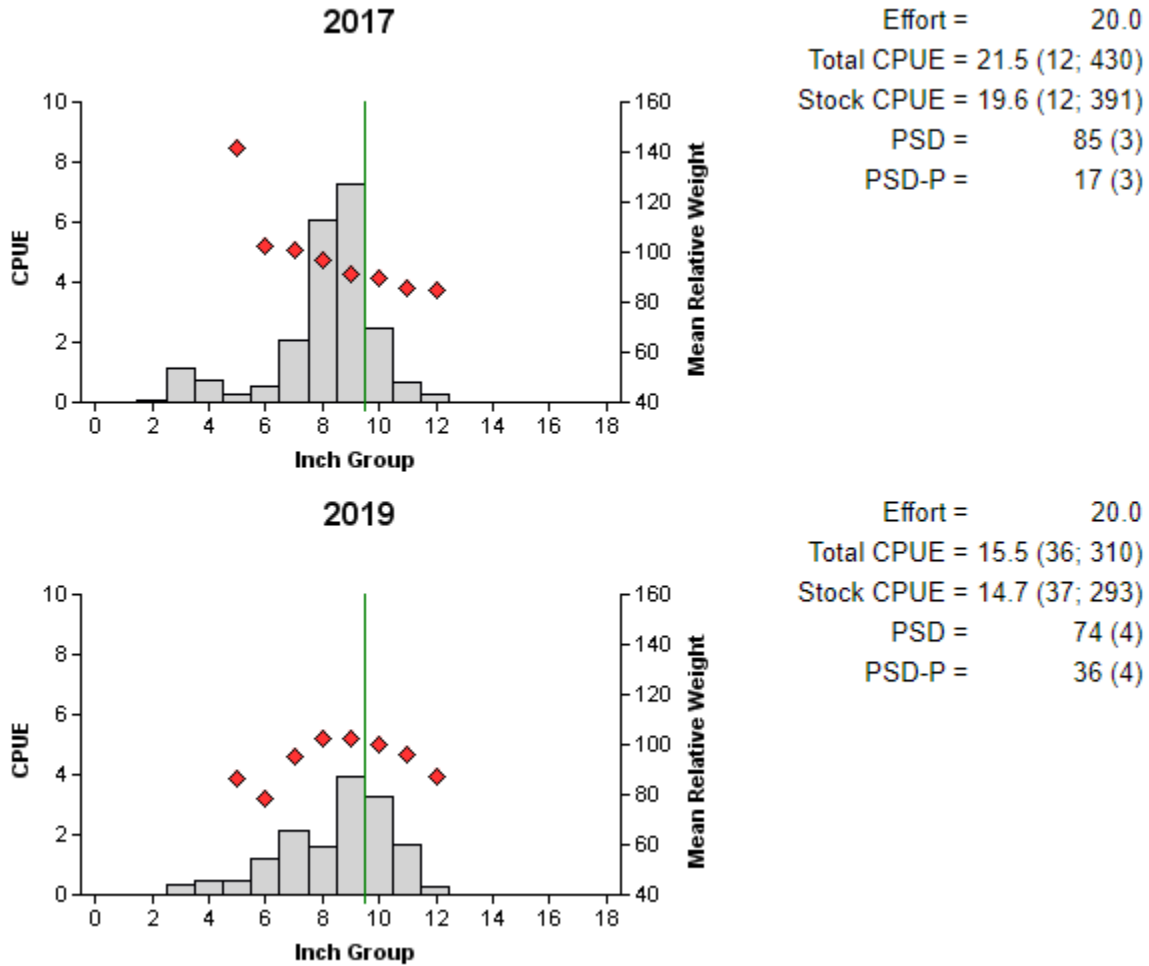 2017
Effort = 20.0
Total CPUE = 21.5 (12; 430)
Stock CPUE = 19.6 (12; 391)
PSD = 85 (3)
PSD-P = 17 (3)
10
8
6
4
2
0
CPUE
160
140
120
100
80
60
40
Mean Relative Weight
0 2 4 6 8 10 12 14 16 18
Inch Group
2019
Effort = 20.0
Total CPUE = 15.5 (36; 310)
Stock CPUE = 14.7 (37; 293)
PSD = 74 (4)
PSD-P = 36 (4)
10
8
6
4
2
0
CPUE
160
140
120
100
80
60
40
Mean Relative Weight
0 2 4 6 8 10 12 14 16 18
Inch Group